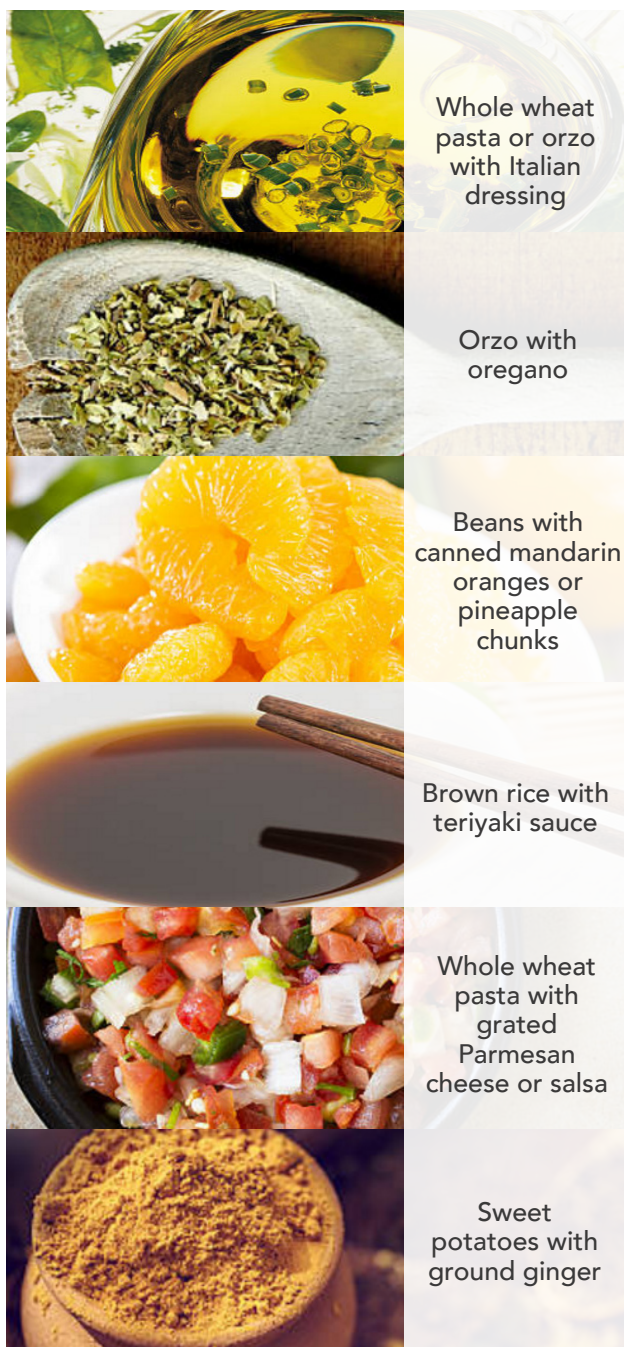 Whole wheat
pasta or orzo
with Italian
dressing
Orzo with
oregano
Beans with
canned mandarin
oranges or
pineapple
chunks
Brown rice with
teriyaki sauce
Whole wheat
pasta with
grated
Parmesan
cheese or salsa
Sweet
potatoes with
ground ginger